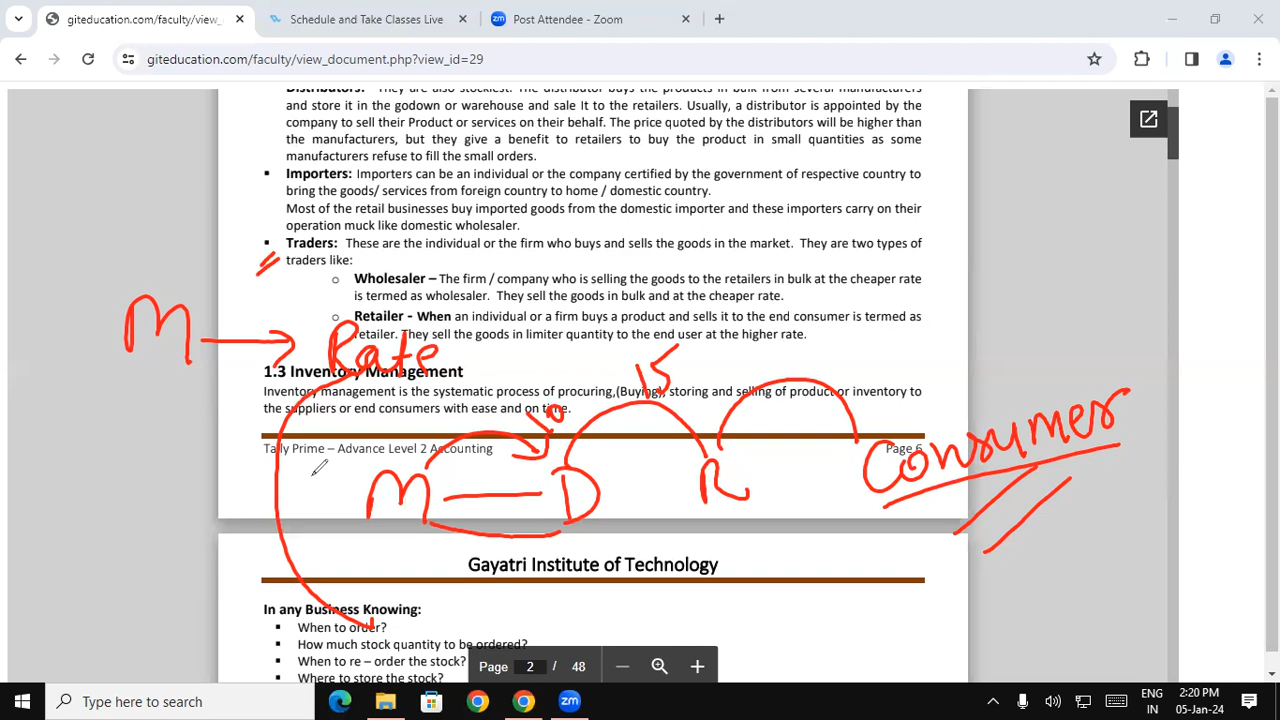 giteducation.com/faculty/view_
Schedule and Take Classes Live
Post Attendee - Zoom
giteducation.com/faculty/view_document.php?view_id=29
Distributors: They are also stockiest. The distributor buys the products in bulk from several manufacturers
and store it in the godown or warehouse and sale It to the retailers. Usually, a distributor is appointed by the
company to sell their Product or services on their behalf. The price quoted by the distributors will be higher than
the manufacturers, but they give a benefit to retailers to buy the product in small quantities as some
manufacturers refuse to fill the small orders.
▪ Importers: Importers can be an individual or the company certified by the government of respective country to
bring the goods/ services from foreign country to home / domestic country.
Most of the retail businesses buy imported goods from the domestic importer and these importers carry on their
operation muck like domestic wholesaler.
▪ Traders: These are the individual or the firm who buys and sells the goods in the market. They are two types of
traders like:
o Wholesaler – The firm / company who is selling the goods to the retailers in bulk at the cheaper rate
is termed as wholesaler. They sell the goods in bulk and at the cheaper rate.
o Retailer - When an individual or a firm buys a product and sells it to the end consumer is termed as
retailer. They sell the goods in limiter quantity to the end user at the higher rate.
M Rate
1.3 Inventory Management
15
Inventory management is the systematic process of procuring,(Buying), storing and selling of product or inventory to
the suppliers or end consumers with ease and on time.
10
Tally Prime – Advance Level 2 Accounting Page 6
Consumer
M D R
Gayatri Institute of Technology
In any Business Knowing:
▪ When to order?
▪ How much stock quantity to be ordered?
▪ When to re – order the stock?
▪ Where to store the stock?
Page 2 / 48
Type here to search
ENG
IN
2:20 PM
05-Jan-24